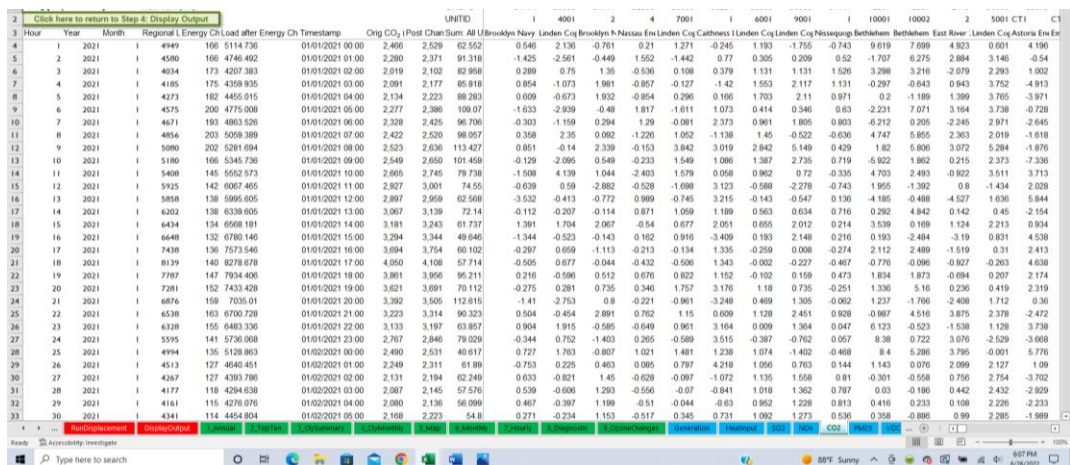 2 Click here to return to Step 4: Display Output UNITID 1 4001 2 4 7001 1 6001 9001 1 10001 10002 2 5001 CT1 CT
3 Hour Year Month Regional L Energy Ch Load after Energy Ch Timestamp Orig CO₂ ( Post Chan Sum: All U Brooklyn Navy Linden Cog Brooklyn N Nassau Ene Linden Cog Caithness I Linden Cog Linden Cog Nissequog Bethlehem Bethlehem East River Linden Cog Astoria Ene En
4 1 2021 1 4949 166 5114.736 01/01/2021 00:00 2,466 2,529 62.552 0.546 2.136 -0.761 0.21 1.271 -0.245 1.193 -1.755 -0.743 9.619 7.699 4.923 0.601 4.196
5 2 2021 1 4580 166 4746.492 01/01/2021 01:00 2,280 2,371 91.318 -1.425 -2.561 -0.449 1.552 -1.442 0.77 0.305 0.209 0.52 -1.707 6.275 2.884 3.146 -0.54
6 3 2021 1 4034 173 4207.383 01/01/2021 02:00 2,019 2,102 82.958 0.289 0.75 1.35 -0.536 0.108 0.379 1.131 1.131 1.526 3.298 3.216 -2.079 2.293 1.002
7 4 2021 1 4185 175 4359.935 01/01/2021 03:00 2,091 2,177 85.818 0.854 -1.073 1.981 -0.857 -0.127 -1.42 1.553 2.117 1.131 -0.297 -0.643 0.943 3.752 -4.913
8 5 2021 1 4273 182 4455.015 01/01/2021 04:00 2,134 2,223 88.283 0.609 -0.673 1.932 -0.854 0.296 0.166 1.703 2.11 0.971 0.2 -1.189 1.399 3.765 -3.971
9 6 2021 1 4575 200 4775.008 01/01/2021 05:00 2,277 2,386 109.07 -1.633 -2.939 -0.48 1.817 -1.611 1.073 0.414 0.346 0.63 -2.231 7.071 3.164 3.738 -0.728
10 7 2021 1 4671 193 4863.526 01/01/2021 06:00 2,328 2,425 96.706 -0.303 -1.159 0.294 1.29 -0.081 2.373 0.961 1.805 0.803 -6.212 0.205 -2.245 2.971 -2.645
11 8 2021 1 4856 203 5059.389 01/01/2021 07:00 2,422 2,520 98.057 0.358 2.35 0.092 -1.226 1.052 -1.138 1.45 -0.522 -0.636 4.747 5.855 2.363 2.019 -1.618
12 9 2021 1 5080 202 5281.694 01/01/2021 08:00 2,523 2,636 113.427 0.851 -0.14 2.339 -0.153 3.842 3.019 2.842 5.149 0.429 1.82 5.806 3.072 5.284 -1.876
13 10 2021 1 5180 166 5345.736 01/01/2021 09:00 2,549 2,650 101.459 -0.129 -2.095 0.549 -0.233 1.549 1.086 1.387 2.735 0.719 -5.922 1.862 0.215 2.373 -7.336
14 11 2021 1 5408 145 5552.573 01/01/2021 10:00 2,665 2,745 79.738 -1.508 4.139 1.044 -2.403 1.579 0.058 0.962 0.72 -0.335 4.703 2.493 -0.922 3.511 3.713
15 12 2021 1 5925 142 6067.465 01/01/2021 11:00 2,927 3,001 74.55 -0.639 0.59 -2.882 -0.528 -1.698 3.123 -0.588 -2.278 -0.743 1.955 -1.392 0.8 -1.434 2.028
16 13 2021 1 5858 138 5995.605 01/01/2021 12:00 2,897 2,959 62.568 -3.532 -0.413 -0.772 0.989 -0.745 3.215 -0.143 -0.547 0.136 -4.185 -0.488 -4.527 1.636 5.844
17 14 2021 1 6202 138 6339.605 01/01/2021 13:00 3,067 3,139 72.14 -0.112 -0.207 -0.114 0.871 1.059 1.189 0.563 0.634 0.716 0.292 4.842 0.142 0.45 -2.154
18 15 2021 1 6434 134 6568.181 01/01/2021 14:00 3,181 3,243 61.737 1.391 1.704 2.067 -0.54 0.677 2.051 0.655 2.012 0.214 3.539 0.169 1.124 2.213 0.934
19 16 2021 1 6648 132 6780.146 01/01/2021 15:00 3,294 3,344 49.646 -1.344 -0.523 -0.143 0.162 0.916 -3.409 0.193 2.148 0.216 0.193 -2.484 -3.19 0.831 4.538
20 17 2021 1 7438 136 7573.546 01/01/2021 16:00 3,694 3,754 60.102 -0.297 0.659 -1.113 -0.213 -0.134 1.335 -0.259 0.008 -0.274 2.112 2.489 -1.519 0.31 2.413
21 18 2021 1 8139 140 8278.678 01/01/2021 17:00 4,050 4,108 57.714 -0.505 0.677 -0.044 -0.432 -0.506 1.343 -0.002 -0.227 -0.467 -0.776 -0.096 -0.927 -0.263 4.638
22 19 2021 1 7787 147 7934.406 01/01/2021 18:00 3,861 3,956 95.211 0.216 -0.596 0.512 0.676 0.822 1.152 -0.102 0.159 0.473 1.834 1.873 -0.694 0.207 2.174
23 20 2021 1 7281 152 7433.428 01/01/2021 19:00 3,621 3,691 70.112 -0.275 0.281 0.735 0.346 1.757 3.176 1.18 0.735 -0.251 1.336 5.16 0.236 0.419 2.319
24 21 2021 1 6876 159 7035.01 01/01/2021 20:00 3,392 3,505 112.615 -1.41 -2.753 0.8 -0.221 -0.961 -3.248 0.469 1.305 -0.062 1.237 -1.766 -2.408 1.712 0.36
25 22 2021 1 6538 163 6700.728 01/01/2021 21:00 3,223 3,314 90.323 0.504 -0.454 2.891 0.762 1.15 0.609 1.128 2.451 0.928 -0.987 4.516 3.875 2.378 -2.472
26 23 2021 1 6328 155 6483.336 01/01/2021 22:00 3,133 3,197 63.857 0.904 1.915 -0.585 -0.649 0.961 3.164 0.009 1.364 0.047 6.123 -0.523 -1.538 1.128 3.738
27 24 2021 1 5595 141 5736.068 01/01/2021 23:00 2,767 2,846 79.029 -0.344 0.752 -1.403 0.265 -0.589 3.515 -0.387 -0.762 0.057 8.38 0.722 3.076 -2.529 -3.668
28 25 2021 1 4994 135 5128.863 01/02/2021 00:00 2,490 2,531 40.617 0.727 1.763 -0.807 1.021 1.481 1.238 1.074 -1.402 -0.468 8.4 5.286 3.795 -0.001 5.776
29 26 2021 1 4513 127 4640.451 01/02/2021 01:00 2,249 2,311 61.89 -0.753 0.225 0.463 0.085 0.797 4.218 1.056 0.763 0.144 1.143 0.076 2.099 2.127 1.09
30 27 2021 1 4267 127 4393.786 01/02/2021 02:00 2,131 2,194 62.249 0.633 -0.821 1.45 -0.628 -0.097 -1.072 1.135 1.558 0.81 -0.301 -0.558 0.756 2.754 -3.702
31 28 2021 1 4177 118 4294.638 01/02/2021 03:00 2,087 2,145 57.576 0.539 -0.606 1.293 -0.556 -0.07 -0.841 1.018 1.362 0.787 0.03 -0.186 0.442 2.432 -2.929
32 29 2021 1 4161 115 4276.076 01/02/2021 04:00 2,080 2,136 56.099 0.467 -0.397 1.199 -0.51 -0.044 -0.63 0.952 1.228 0.813 0.416 0.233 0.108 2.226 -2.233
33 30 2021 1 4341 114 4454.804 01/02/2021 05:00 2,168 2,223 54.8 0.271 -0.234 1.153 -0.517 0.345 0.731 1.092 1.273 0.536 0.358 -0.886 0.99 2.285 -1.989
... RunDisplacement DisplayOutput 1_Annual 2_TopTen 3_CtySummary 4_CtyMonthly 5_Map 6_Monthly 7_Hourly 8_Diagnostic 9_OzoneChanges Generation HeatInput SO2 NOx CO2 PM25 VOC ...
Ready Accessibility: Investigate 100%
Type here to search 88°F Sunny 6:07 PM
6/28/2022